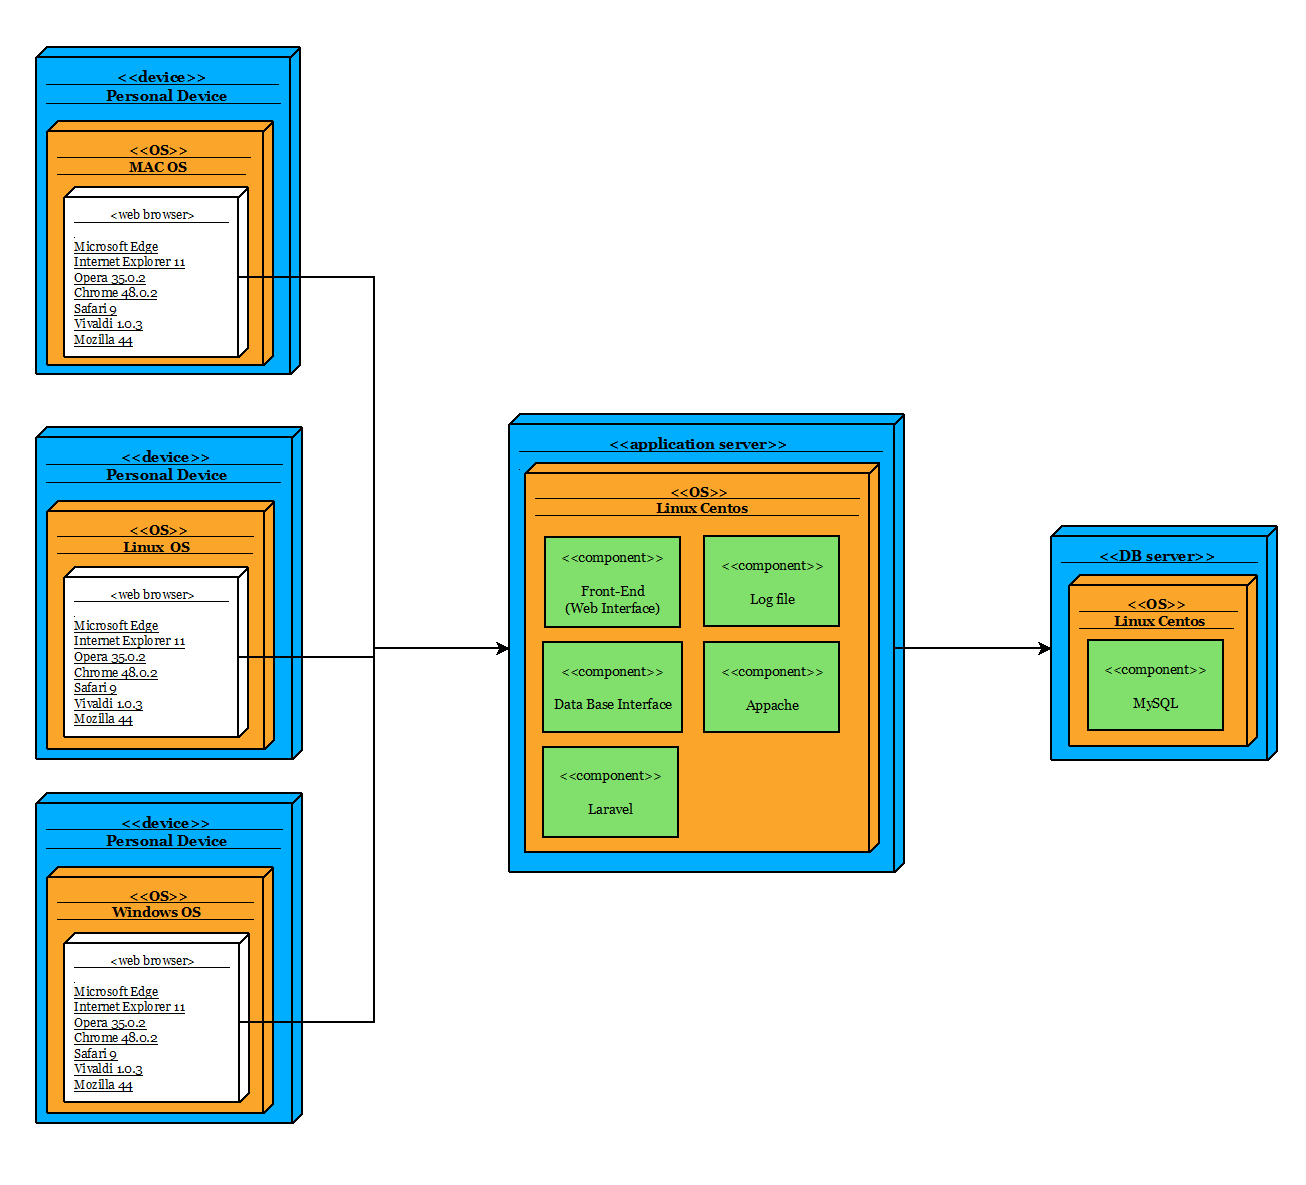 <<device>>
Personal Device
<<OS>>
MAC OS
<web browser>
Microsoft Edge
Internet Explorer 11
Opera 35.0.2
Chrome 48.0.2
Safari 9
Vivaldi 1.0.3
Mozilla 44
<<device>>
Personal Device
<<OS>>
Linux OS
<web browser>
Microsoft Edge
Internet Explorer 11
Opera 35.0.2
Chrome 48.0.2
Safari 9
Vivaldi 1.0.3
Mozilla 44
<<device>>
Personal Device
<<OS>>
Windows OS
<web browser>
Microsoft Edge
Internet Explorer 11
Opera 35.0.2
Chrome 48.0.2
Safari 9
Vivaldi 1.0.3
Mozilla 44
<<application server>>
<<OS>>
Linux Centos
<<component>>
Front-End
(Web Interface)
<<component>>
Log file
<<component>>
Data Base Interface
<<component>>
Appache
<<component>>
Laravel
<<DB server>>
<<OS>>
Linux Centos
<<component>>
MySQL